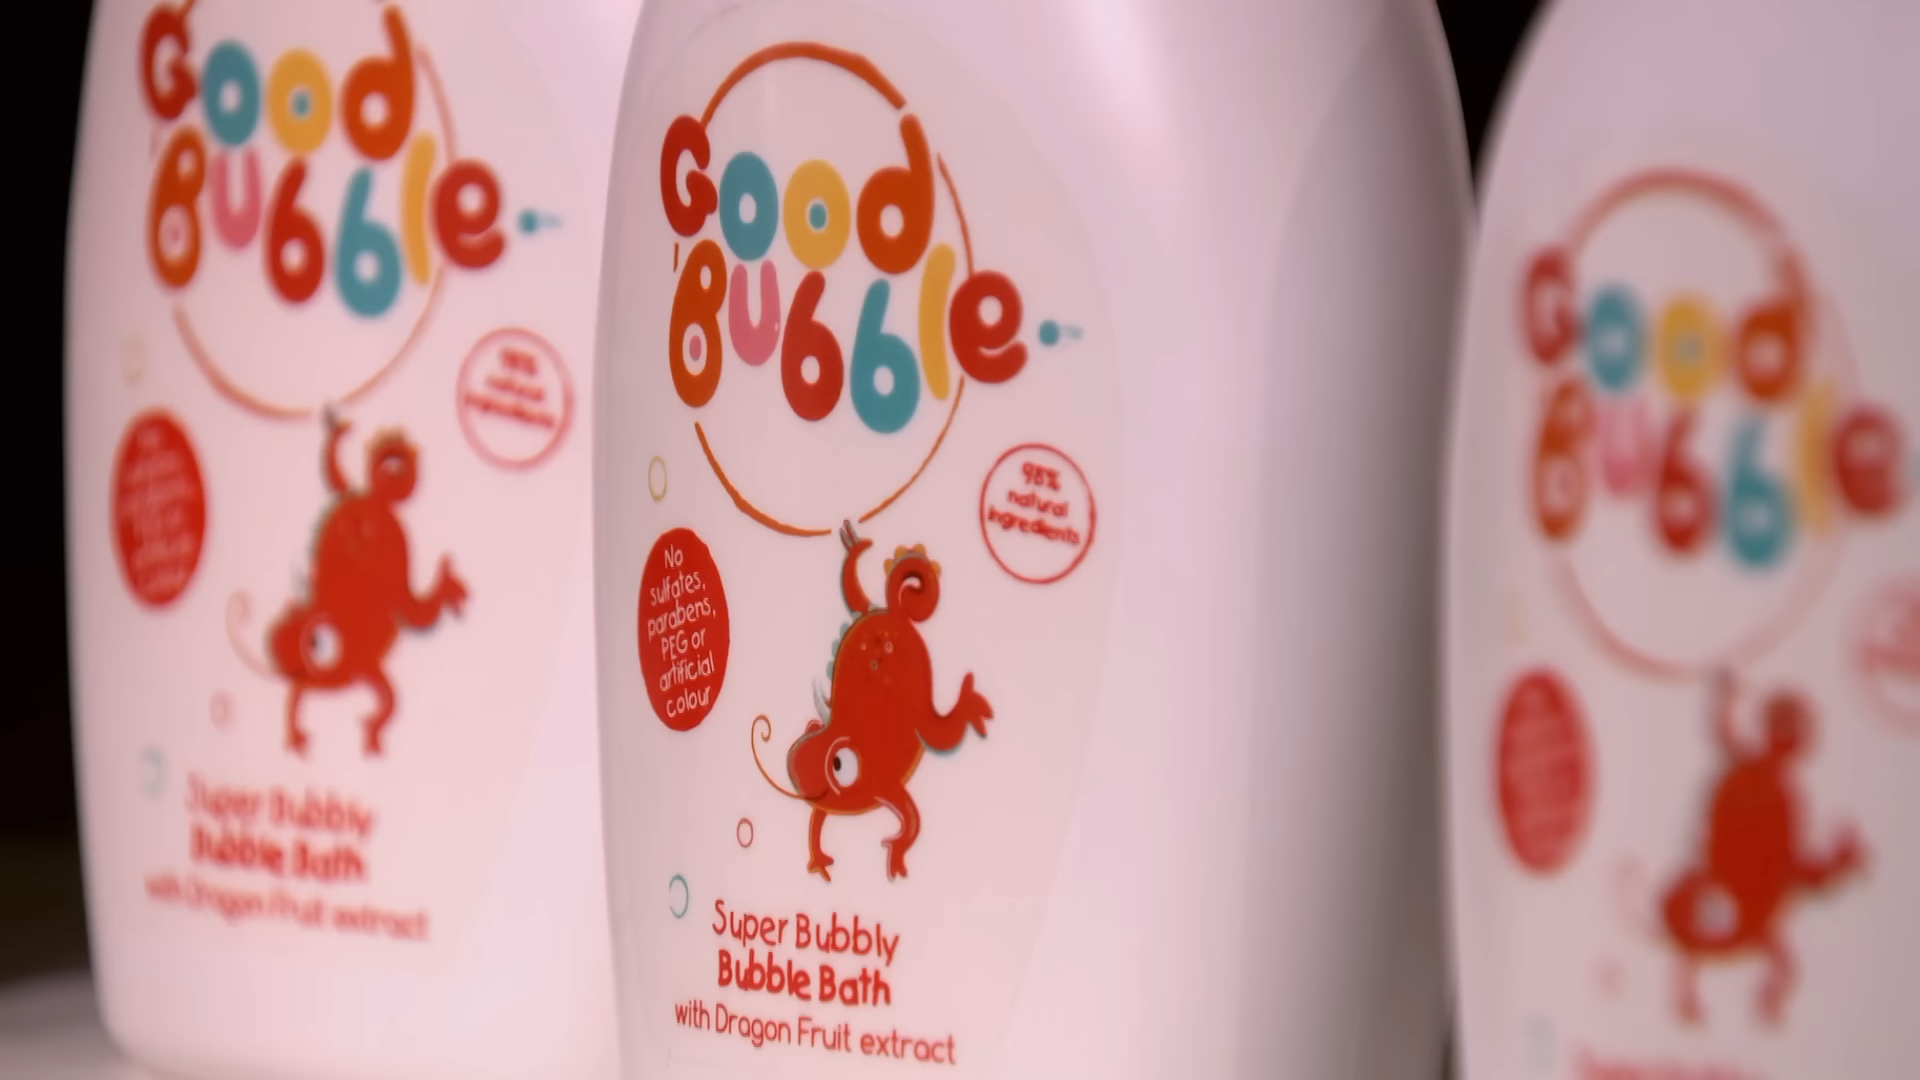 Good
Bubble
98%
natural
ingredients
No
sulfates,
parabens,
PEG or
artificial
colour
Super Bubbly
Bubble Bath
with Dragon Fruit extract
Good
Bubble
Super Bubbly
Bubble Bath
with Dragon Fruit extract
Good
Bubble